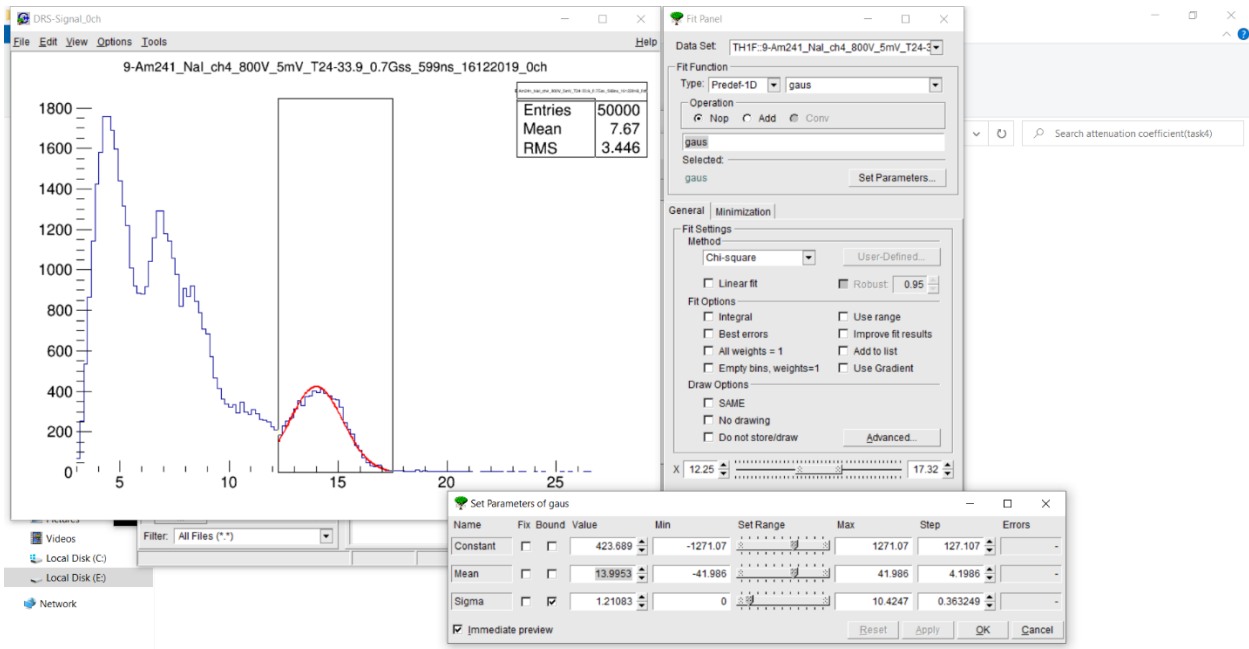 DRS-Signal_0ch
File Edit View Options Tools Help
9-Am241_NaI_ch4_800V_5mV_T24-33.9_0.7Gss_599ns_16122019_0ch
Entries 50000
Mean 7.67
RMS 3.446
1800
1600
1400
1200
1000
800
600
400
200
0
5 10 15 20 25
Fit Panel
Data Set: TH1F::9-Am241_NaI_ch4_800V_5mV_T24-3
Fit Function
Type: Predef-1D gaus
Operation
Nop Add Conv
gaus
Selected:
gaus Set Parameters...
General Minimization
Fit Settings
Method
Chi-square User-Defined...
Linear fit Robust: 0.95
Fit Options
Integral Use range
Best errors Improve fit results
All weights = 1 Add to list
Empty bins, weights=1 Use Gradient
Draw Options
SAME
No drawing
Do not store/draw Advanced...
X 12.25 17.32
Search attenuation coefficient(task4)
Pictures
Videos
Local Disk (C:)
Local Disk (E:)
Network
Filter: All Files (*.*)
Set Parameters of gaus
Name Fix Bound Value Min Set Range Max Step Errors
Constant 423.689 -1271.07 1271.07 127.107 -
Mean 13.9953 -41.986 41.986 4.1986 -
Sigma 1.21083 0 10.4247 0.363249 -
Immediate preview Reset Apply OK Cancel